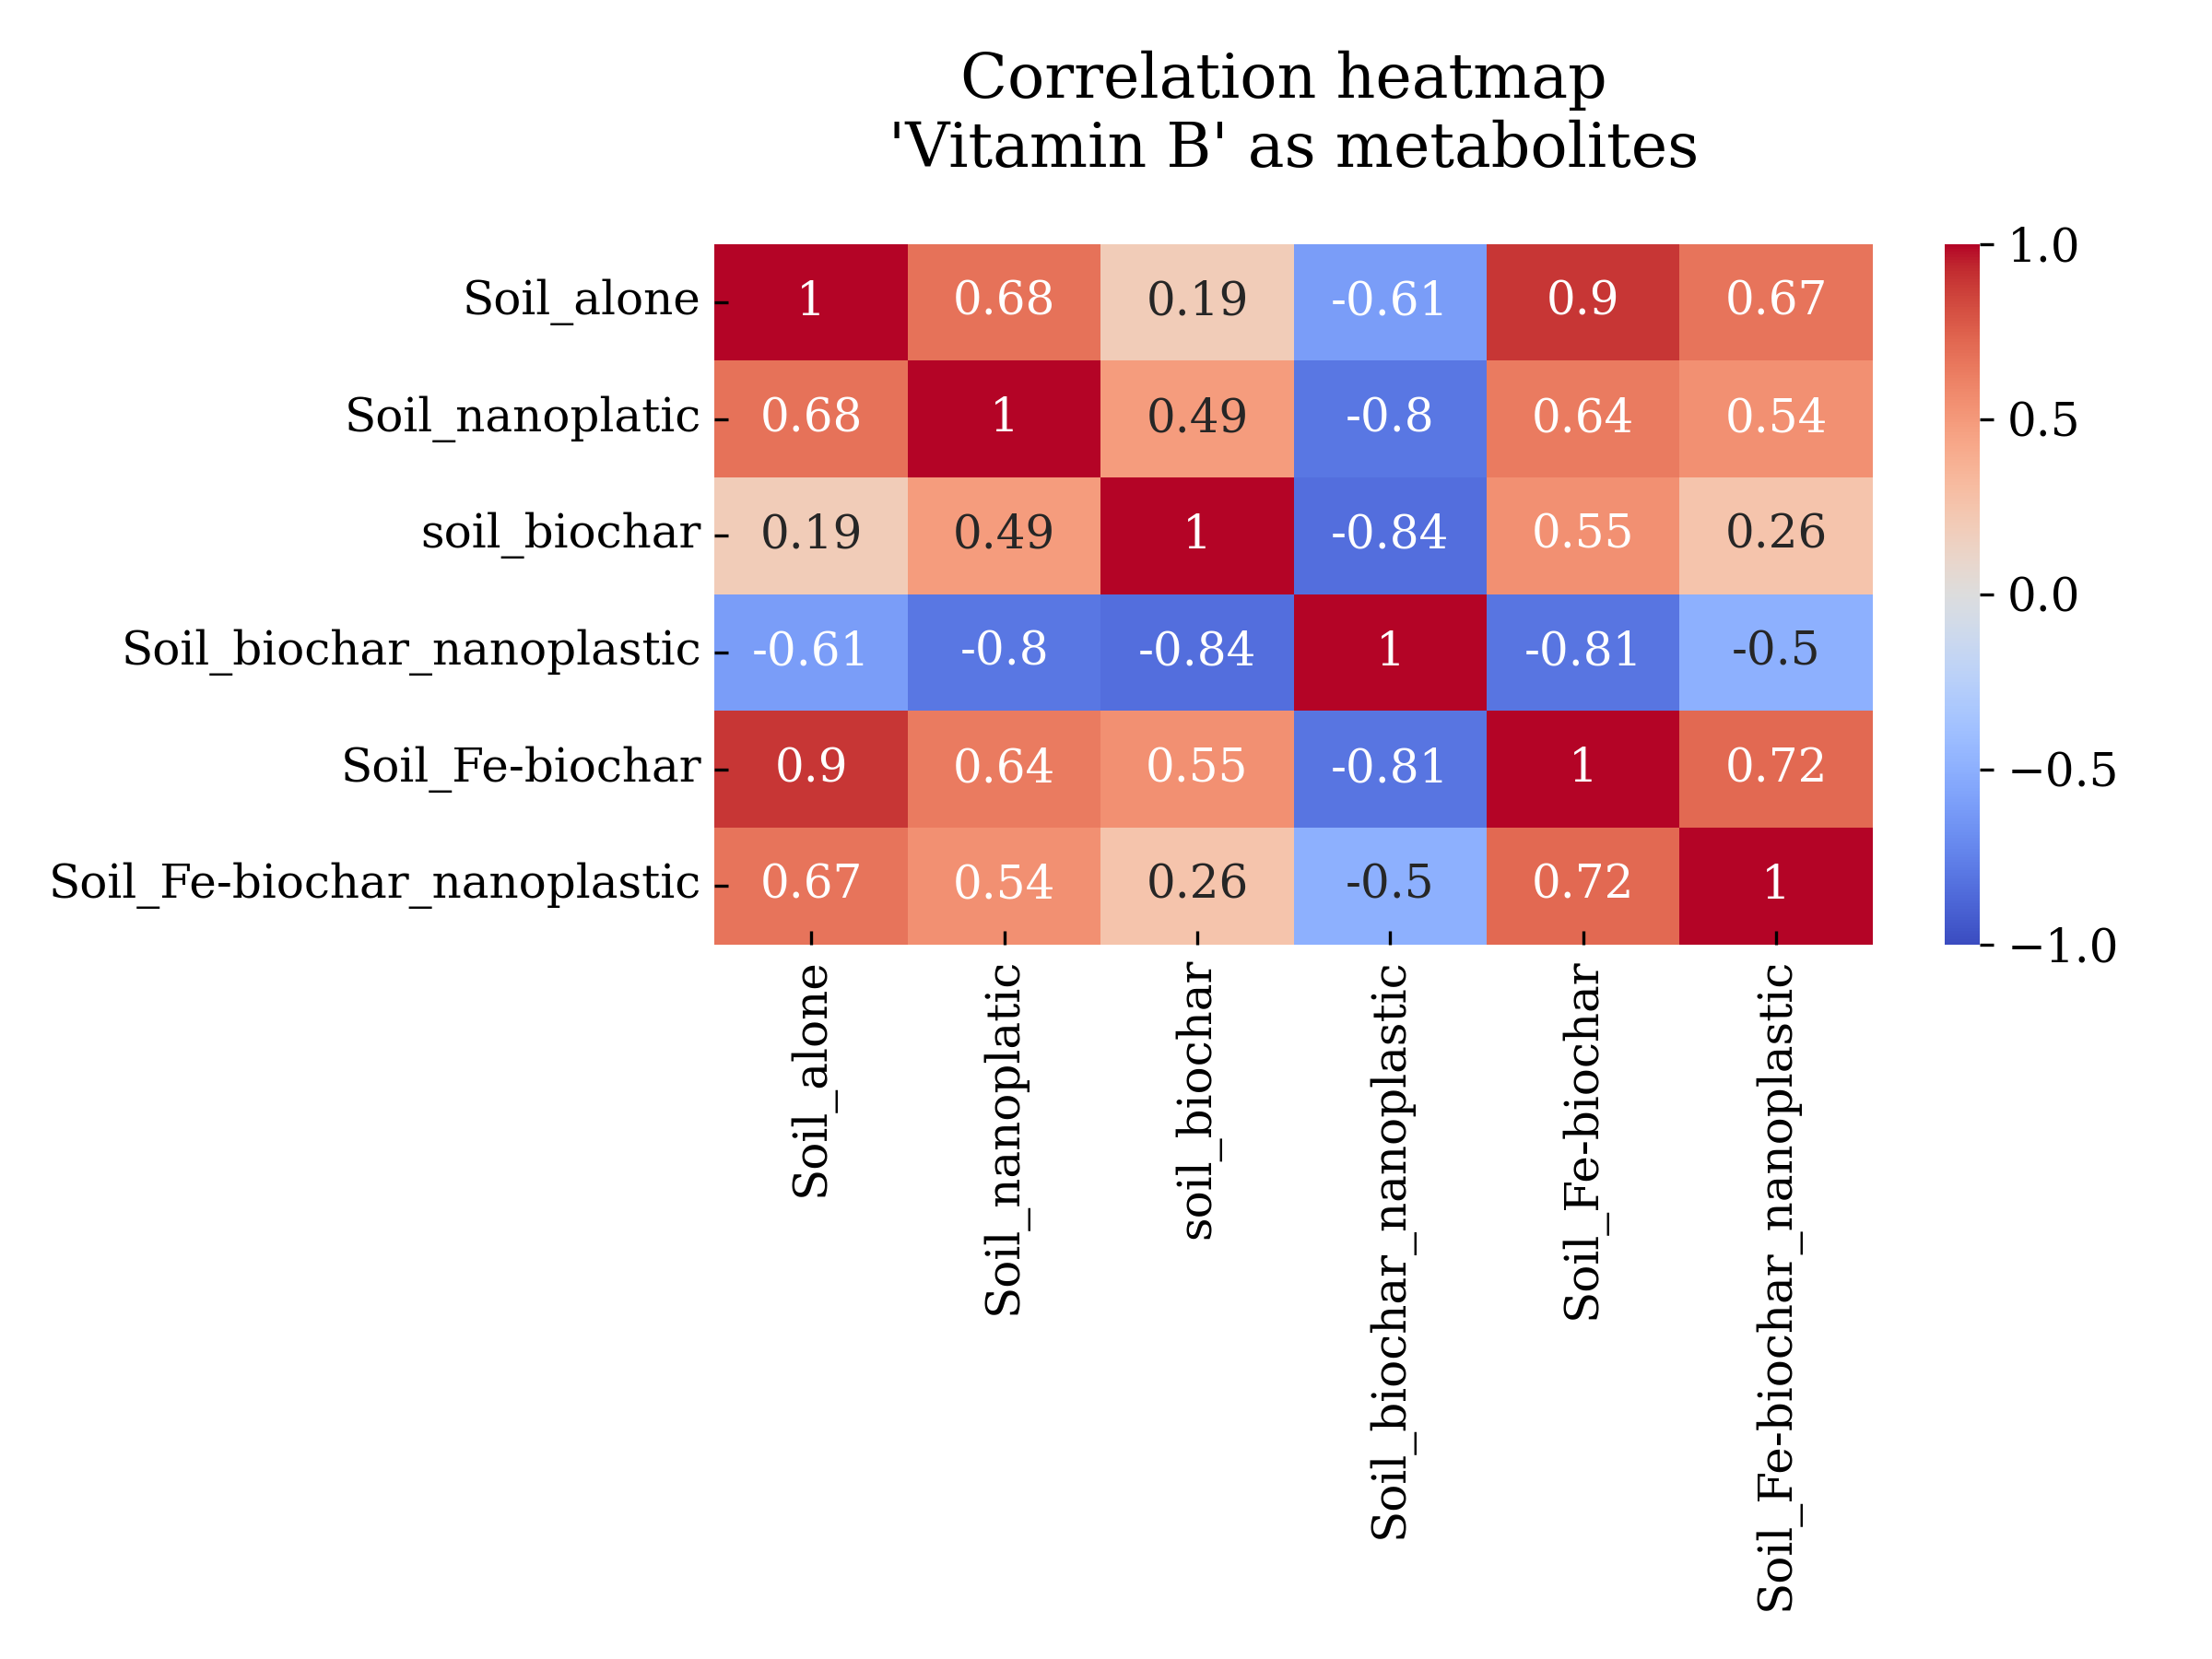 Correlation heatmap
'Vitamin B' as metabolites
Soil_alone 1 0.68 0.19 -0.61 0.9 0.67
Soil_nanoplatic 0.68 1 0.49 -0.8 0.64 0.54
soil_biochar 0.19 0.49 1 -0.84 0.55 0.26
Soil_biochar_nanoplastic -0.61 -0.8 -0.84 1 -0.81 -0.5
Soil_Fe-biochar 0.9 0.64 0.55 -0.81 1 0.72
Soil_Fe-biochar_nanoplastic 0.67 0.54 0.26 -0.5 0.72 1
Soil_alone
Soil_nanoplatic
soil_biochar
Soil_biochar_nanoplastic
Soil_Fe-biochar
Soil_Fe-biochar_nanoplastic
1.0
0.5
0.0
−0.5
−1.0